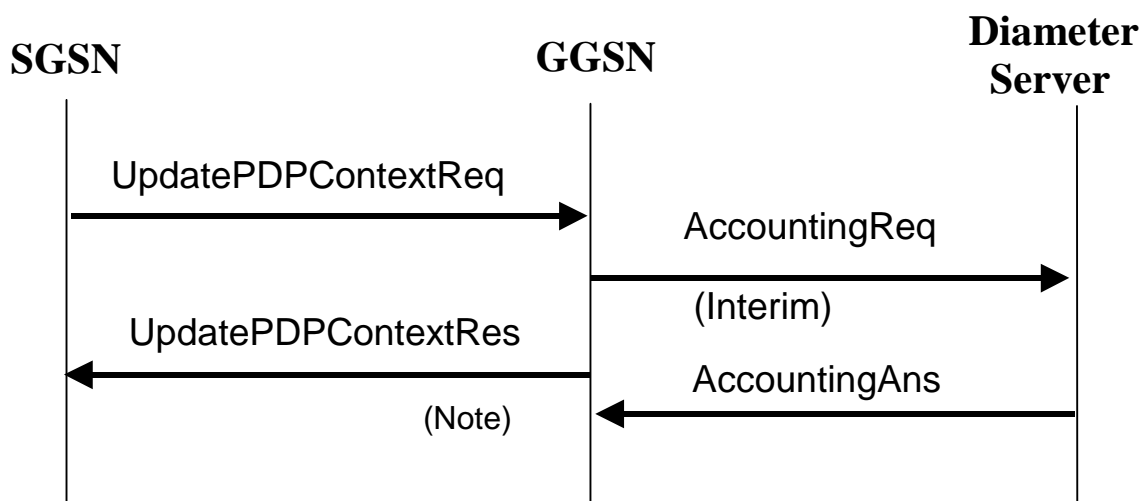 SGSN
GGSN
Diameter
Server
UpdatePDPContextReq
AccountingReq
(Interim)
UpdatePDPContextRes
AccountingAns
(Note)